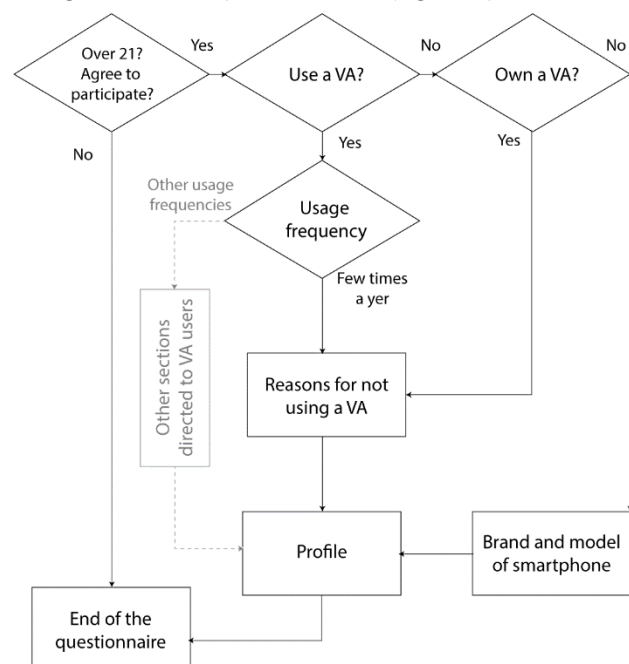 Over 21?
Agree to
participate?
Yes
Use a VA?
No
Own a VA?
No
No
Yes
Yes
Other usage
frequencies
Usage
frequency
Few times
a yer
Other sections
directed to VA users
Reasons for not
using a VA
Profile
Brand and model
of smartphone
End of the
questionnaire